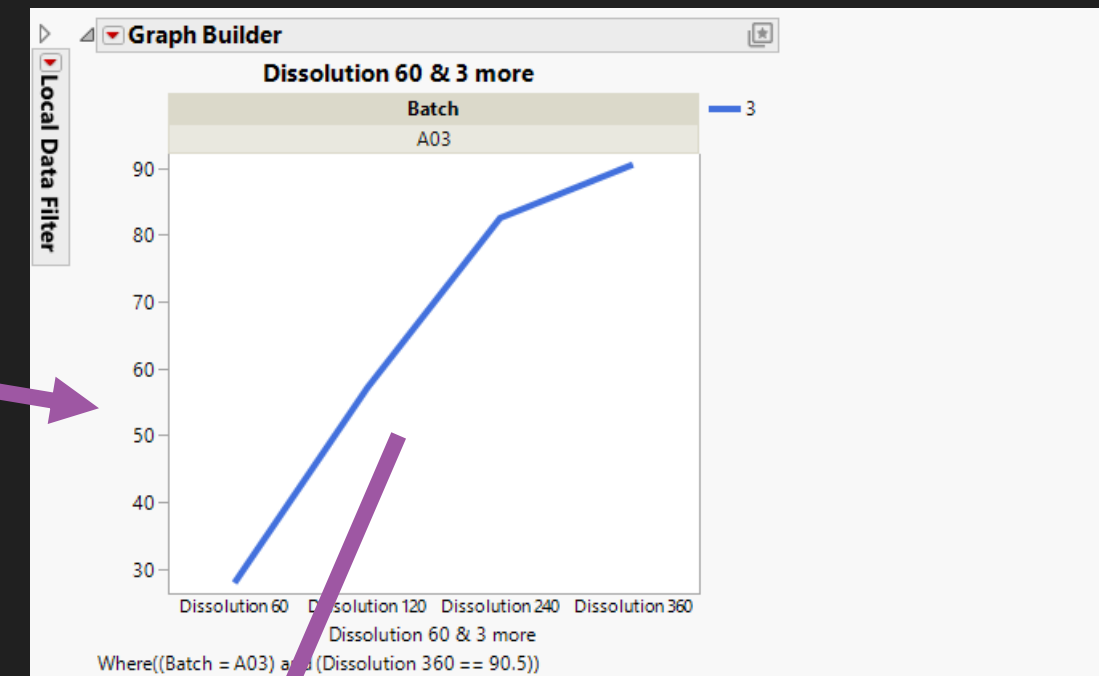 Graph Builder
Local Data Filter
Dissolution 60 & 3 more
Batch
A03
3
90
80
70
60
50
40
30
Dissolution 60 Dissolution 120 Dissolution 240 Dissolution 360
Dissolution 60 & 3 more
Where((Batch = A03) and (Dissolution 360 == 90.5))